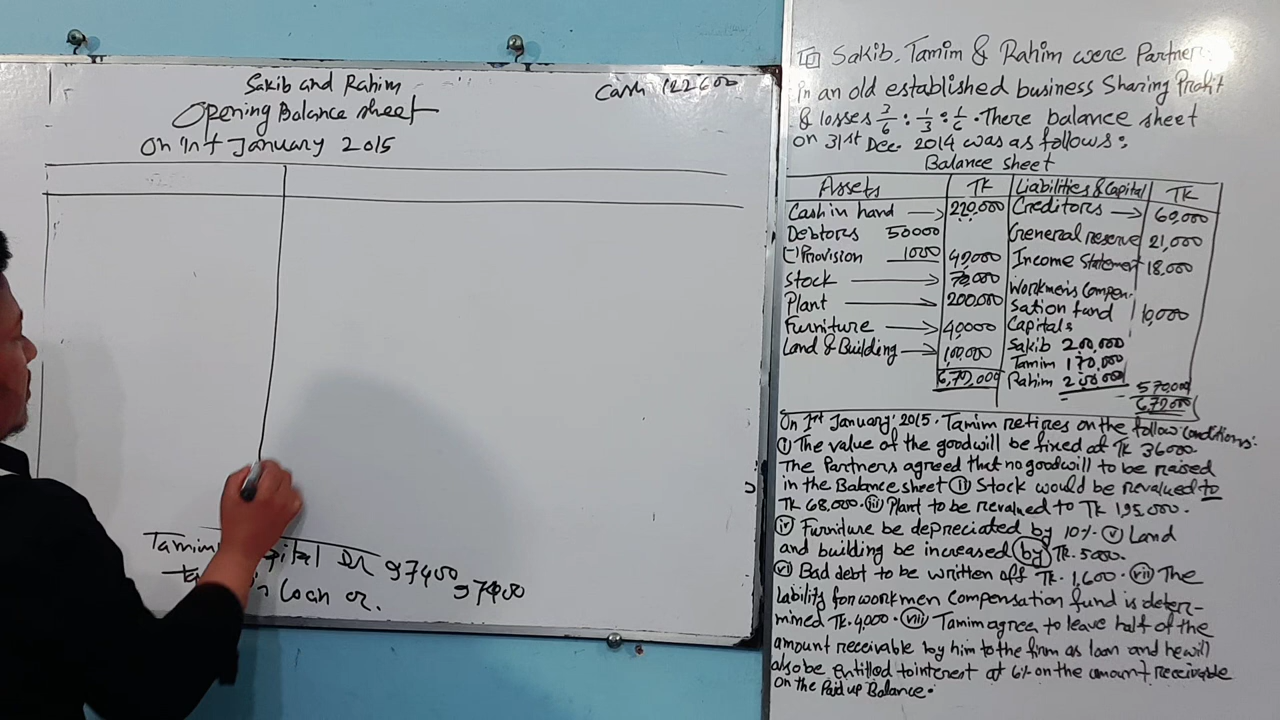 Sakib and Rahim
Cash 122600
Opening Balance sheet
On 1st January 2015
Capital Dr 97400
Loan cr. 97400
Sakib, Tamim & Rahim were Partner
in an old established business Sharing Profit
& losses 3/6 : 1/3 : 1/6 . There balance sheet
on 31st Dec. 2014 was as follows:
Balance sheet
Assets TK Liabilities & Capital TK
Cash in hand → 220,000 Creditors → 60,000
Debtors 50000 General reserve 21,000
(-) Provision 1000 49,000 Income Statement 18,000
Stock → 70,000 Workmen's Compen-
Plant → 200,000 sation fund 10,000
Furniture → 40000 Capitals
Land & Building → 100,000 Sakib 200,000
Tamim 170,000
6,79,000 Rahim 200,000 570,000
6,79,000
On 1st January' 2015. Tamim retires on the follow conditions:
(i) The value of the goodwill be fixed at TK 36000.
The Partners agreed that no goodwill to be raised
in the Balance sheet (ii) Stock would be revalued to
TK 68,000. (iii) Plant to be revalued to TK 195,000.
(iv) Furniture be depreciated by 10%. (v) Land
and building be increased by TK. 5000.
(vi) Bad debt to be written off TK. 1,600. (vii) The
Lability for workmen Compensation fund is deter-
mined TK. 4000. (viii) Tamim agree to leave half of the
amount receivable by him to the firm as loan and he will
also be entilled to interest at 6% on the amount receivable
on the Paid up Balance.